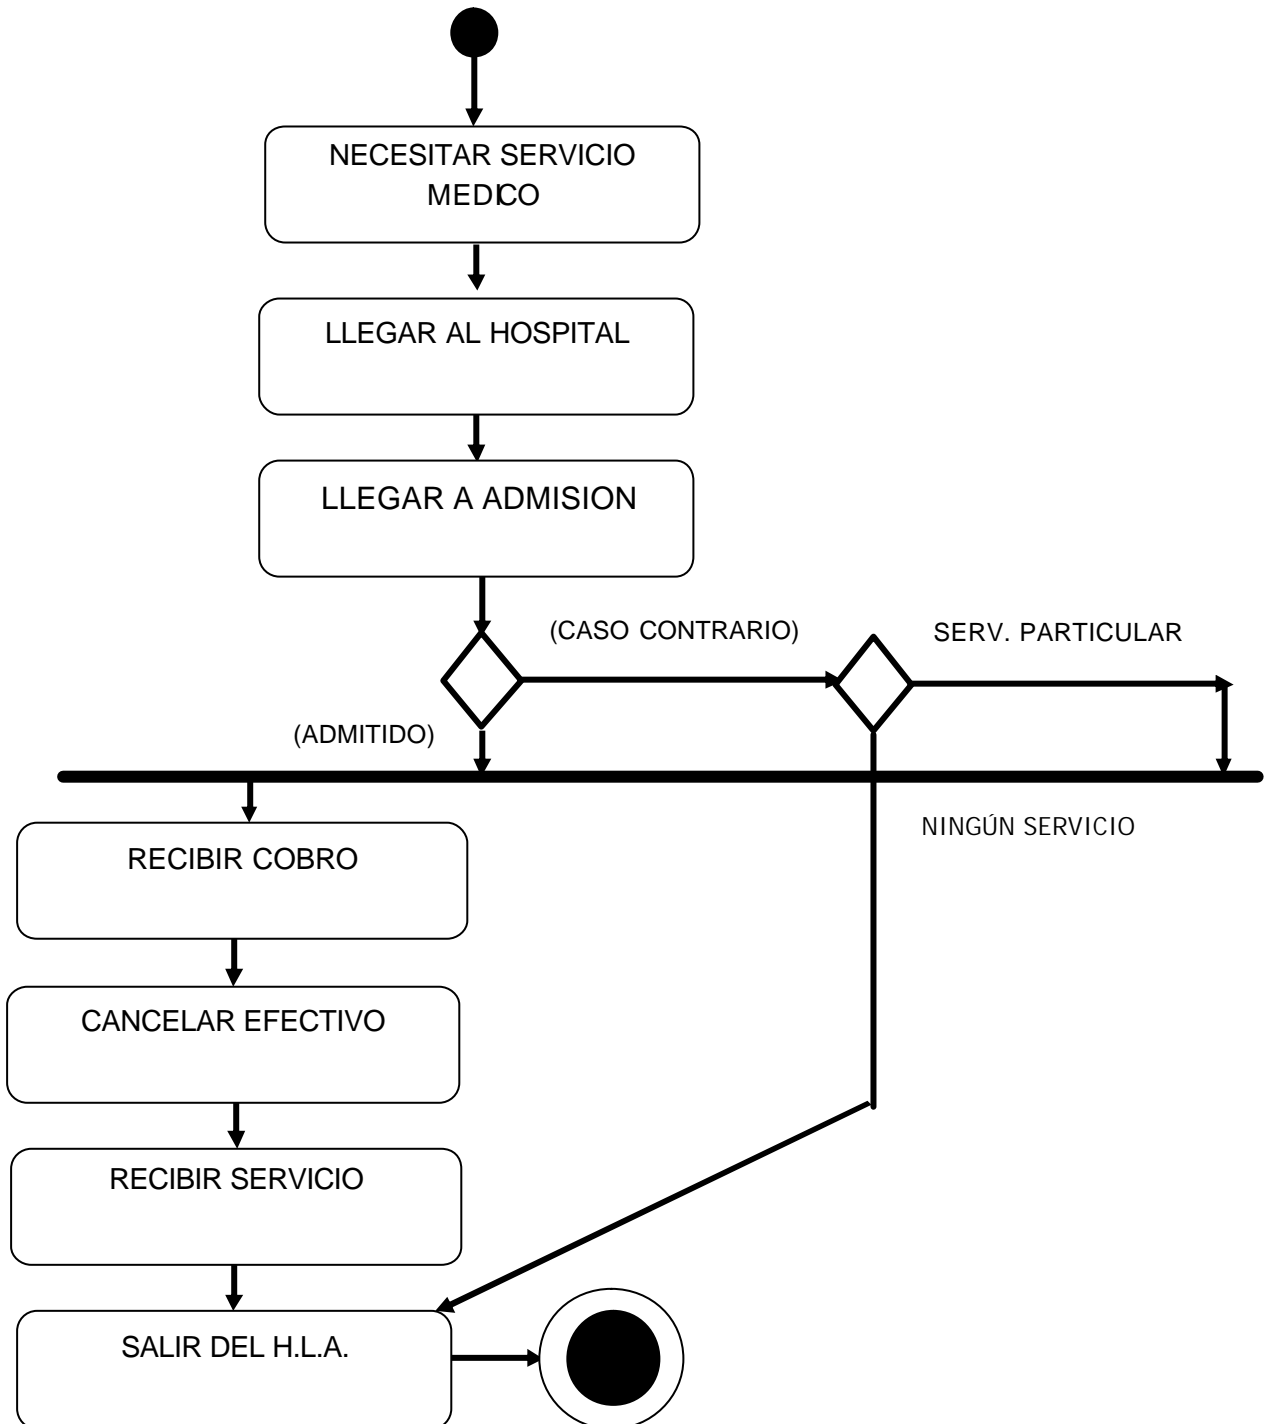 NECESITAR SERVICIO
MEDICO
LLEGAR AL HOSPITAL
LLEGAR A ADMISION
(CASO CONTRARIO)
SERV. PARTICULAR
(ADMITIDO)
NINGÚN SERVICIO
RECIBIR COBRO
CANCELAR EFECTIVO
RECIBIR SERVICIO
SALIR DEL H.L.A.